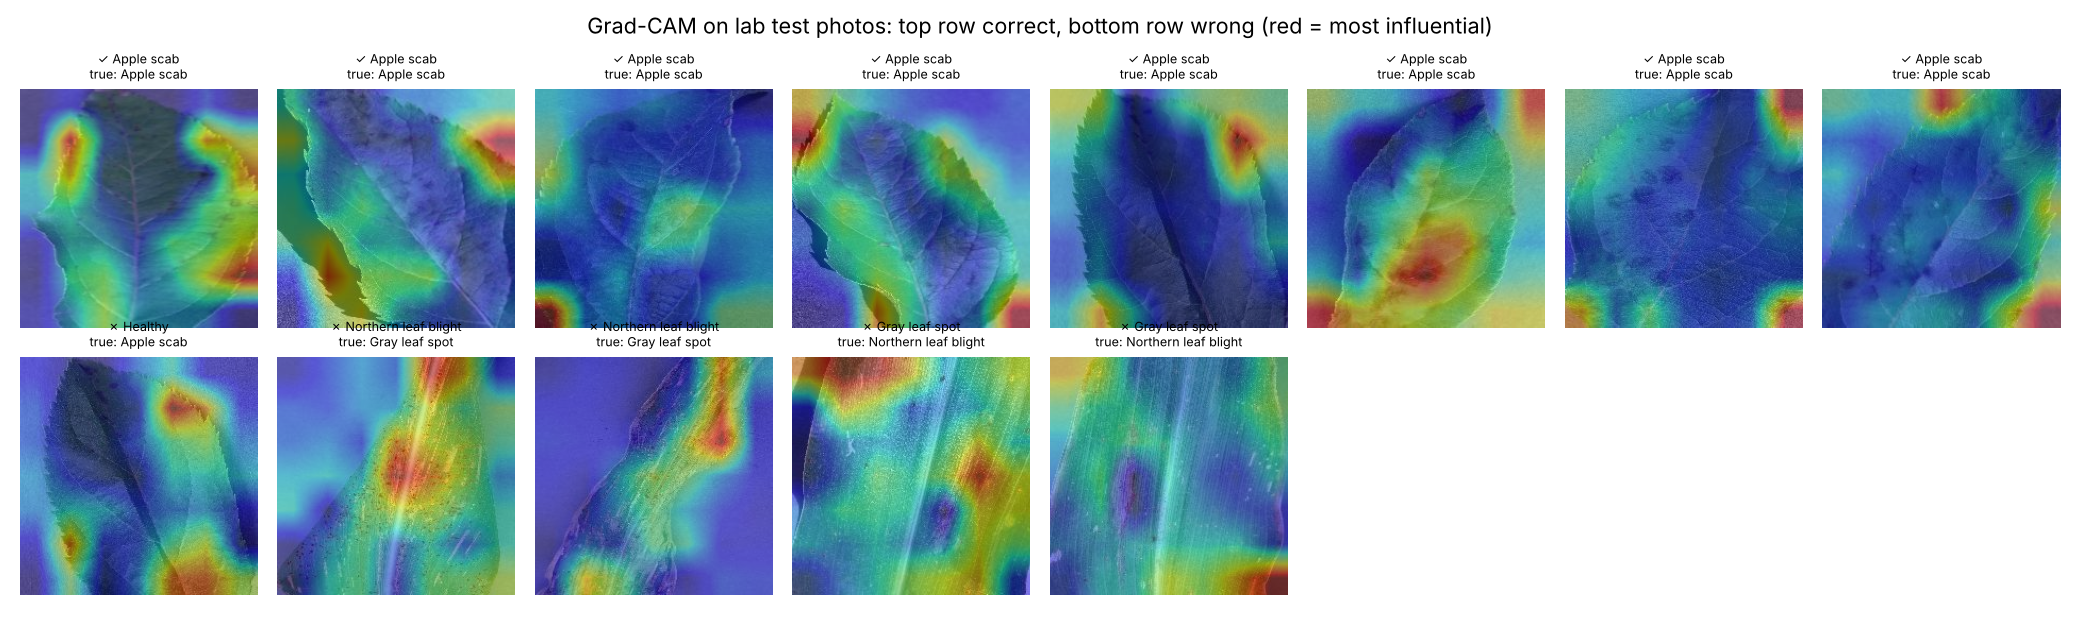 Grad-CAM on lab test photos: top row correct, bottom row wrong (red = most influential)
✓ Apple scab
true: Apple scab
✓ Apple scab
true: Apple scab
✓ Apple scab
true: Apple scab
✓ Apple scab
true: Apple scab
✓ Apple scab
true: Apple scab
✓ Apple scab
true: Apple scab
✓ Apple scab
true: Apple scab
✓ Apple scab
true: Apple scab
× Healthy
true: Apple scab
× Northern leaf blight
true: Gray leaf spot
× Northern leaf blight
true: Gray leaf spot
× Gray leaf spot
true: Northern leaf blight
× Gray leaf spot
true: Northern leaf blight